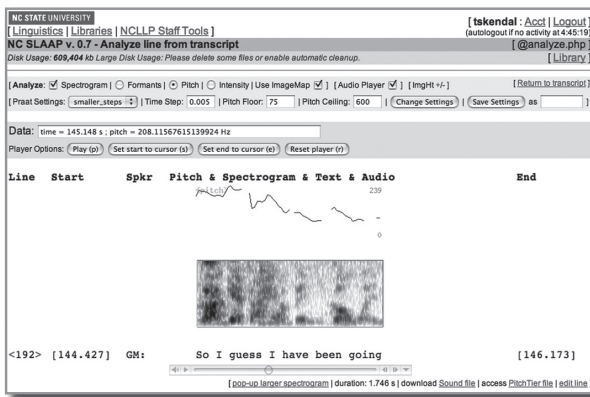 NC STATE UNIVERSITY
[ Linguistics | Libraries | NCLLP Staff Tools ]
[ tskendal : Acct | Logout ]
(autologout if no activity at 4:45:19)
NC SLAAP v. 0.7 - Analyze line from transcript
[ @analyze.php ]
Disk Usage: 609,404 kb Large Disk Usage: Please delete some files or enable automatic cleanup.
[ Library ]
[ Analyze: Spectrogram | Formants | Pitch | Intensity | Use ImageMap ] [ Audio Player ] [ ImgHt +/- ]
[ Return to transcript ]
[ Praat Settings: smaller_steps | Time Step: 0.005 | Pitch Floor: 75 | Pitch Ceiling: 600 | Change Settings | Save Settings as ]
Data: time = 145.148 s ; pitch = 208.11567615139924 Hz
Player Options: Play (p) Set start to cursor (s) Set end to cursor (e) Reset player (r)
Line Start Spkr Pitch & Spectrogram & Text & Audio End
(pitch) 239
0
<192> [144.427] GM: So I guess I have been going [146.173]
[ pop-up larger spectrogram | duration: 1.746 s | download Sound file | access PitchTier file | edit line ]